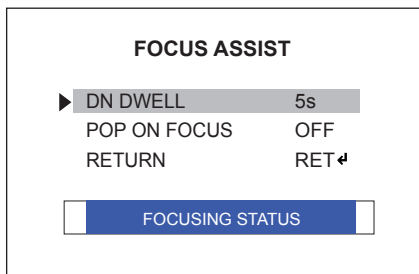 FOCUS ASSIST
DN DWELL 5s
POP ON FOCUS OFF
RETURN RET↲
FOCUSING STATUS